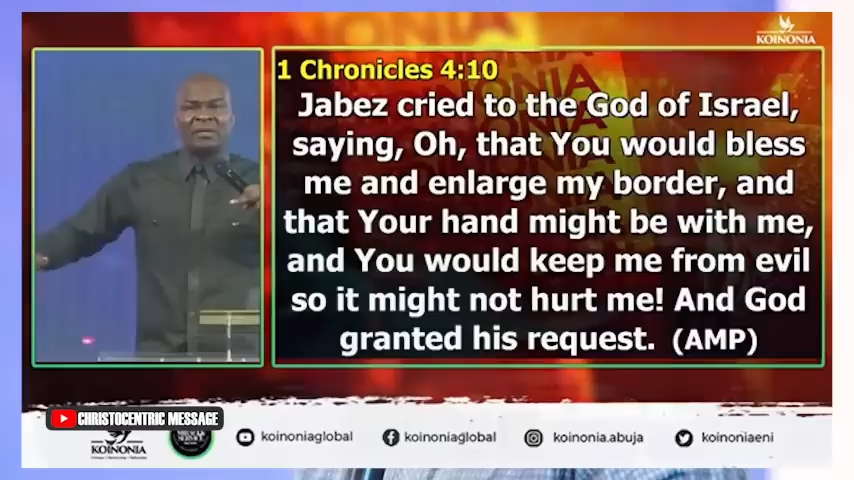 KOINONIA
1 Chronicles 4:10
Jabez cried to the God of Israel,
saying, Oh, that You would bless
me and enlarge my border, and
that Your hand might be with me,
and You would keep me from evil
so it might not hurt me! And God
granted his request. (AMP)
CHRISTOCENTRIC MESSAGE
KOINONIA
koinoniaglobal
koinoniaglobal
koinonia.abuja
koinoniaeni